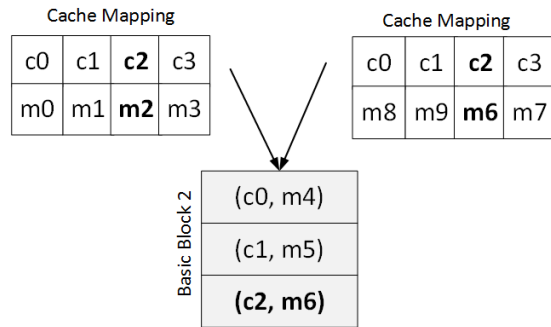 Cache Mapping
c0 c1 c2 c3
m0 m1 m2 m3
Cache Mapping
c0 c1 c2 c3
m8 m9 m6 m7
Basic Block 2
(c0, m4)
(c1, m5)
(c2, m6)